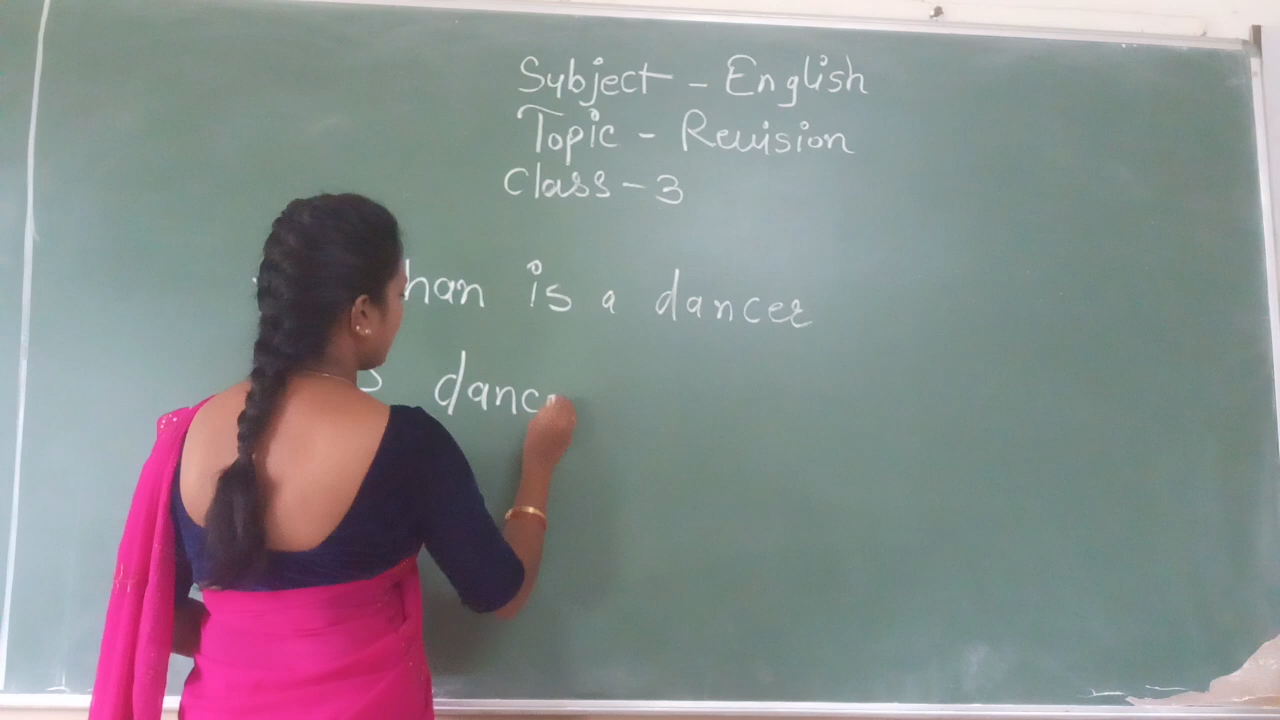 Subject - English
Topic - Revision
Class - 3
is a dancer